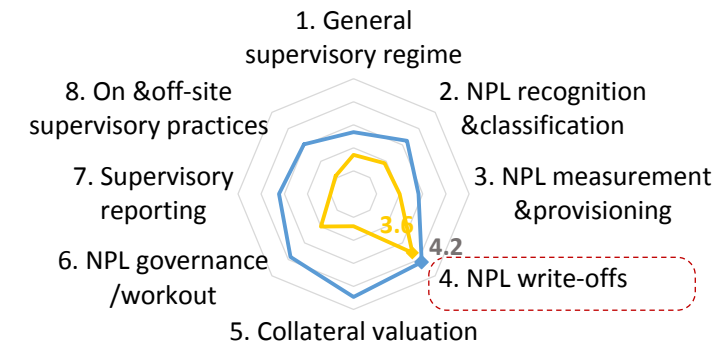 1. General
supervisory regime
8. On &off-site
supervisory practices
2. NPL recognition
&classification
7. Supervisory
reporting
3. NPL measurement
&provisioning
3.6
4.2
6. NPL governance
/workout
4. NPL write-offs
5. Collateral valuation